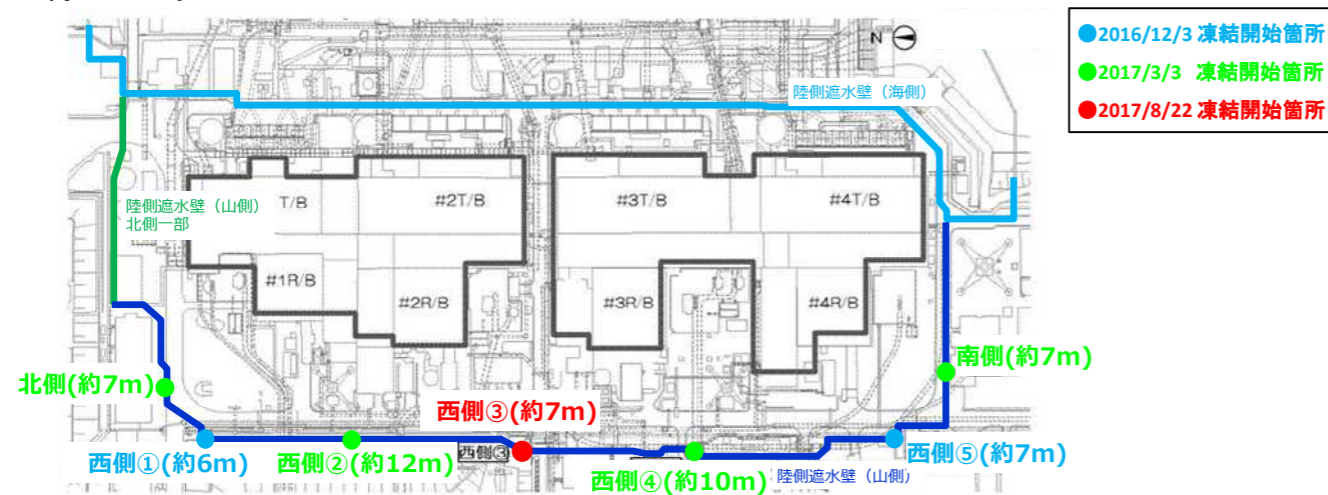 N
●2016/12/3 凍結開始箇所
●2017/3/3 凍結開始箇所
●2017/8/22 凍結開始箇所
陸側遮水壁（海側）
陸側遮水壁（山側）
北側一部
T/B
#2T/B
#3T/B
#4T/B
#1R/B
#2R/B
#3R/B
#4R/B
北側(約7m)
南側(約7m)
西側③(約7m)
西側①(約6m)
西側②(約12m)
西側③
西側④(約10m)
陸側遮水壁（山側）
西側⑤(約7m)